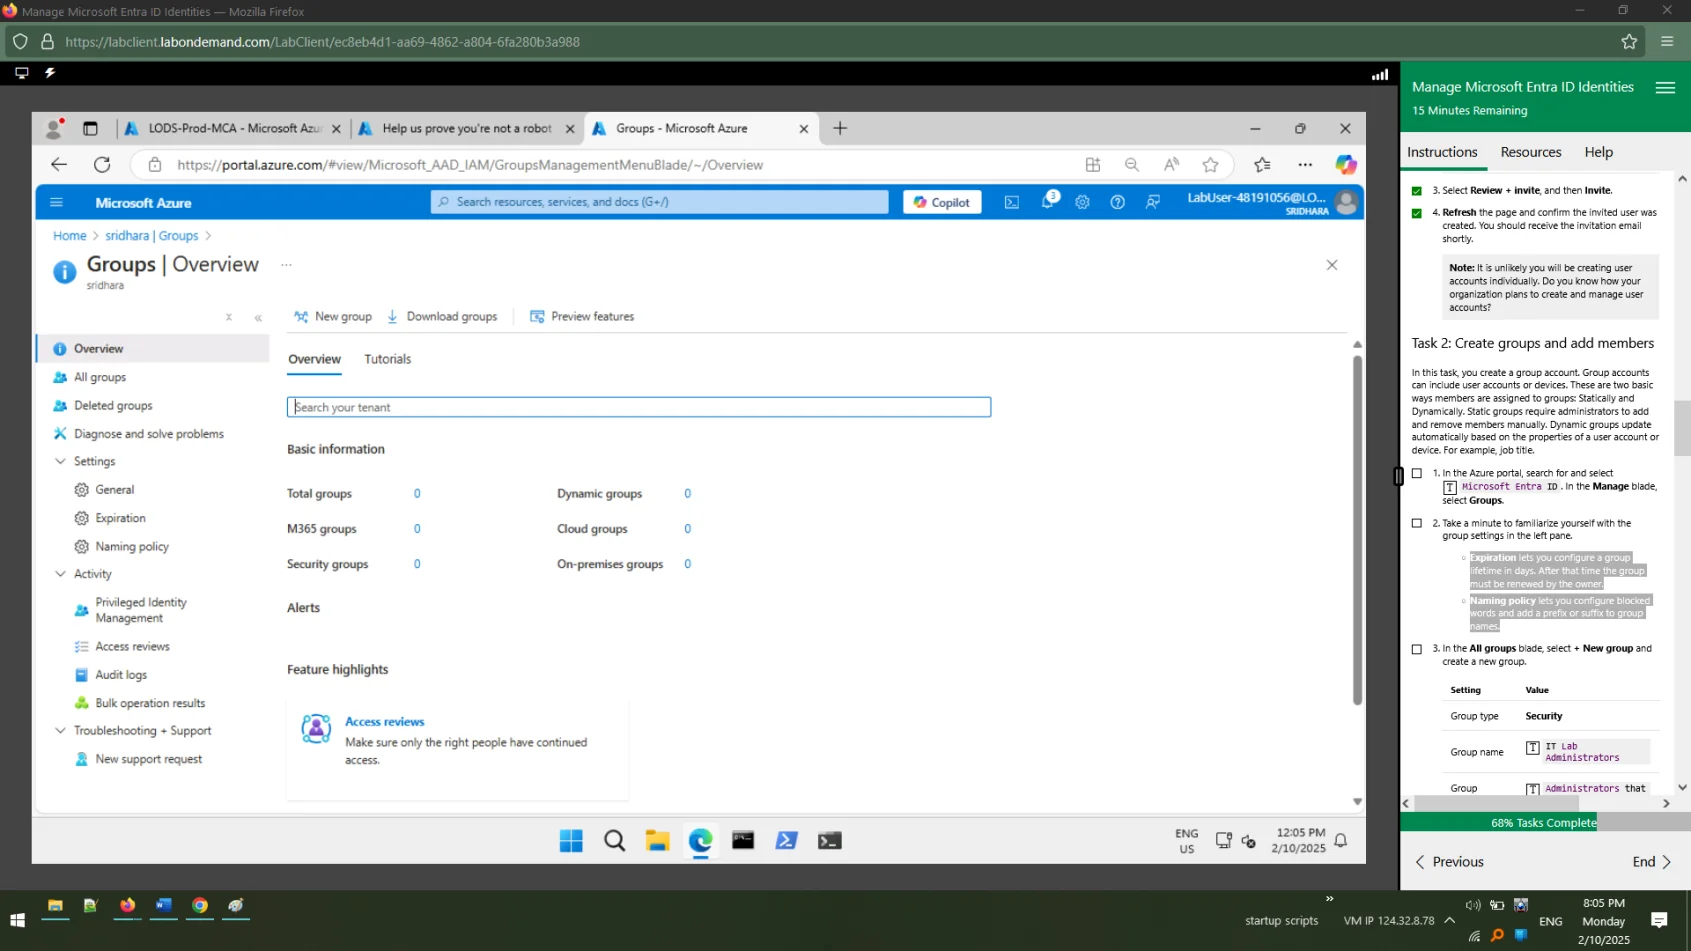 Manage Microsoft Entra ID Identities — Mozilla Firefox
https://labclient.labondemand.com/LabClient/ec8eb4d1-aa69-4862-a804-6fa280b3a988
LODS-Prod-MCA - Microsoft Azu
Help us prove you're not a robot
Groups - Microsoft Azure
https://portal.azure.com/#view/Microsoft_AAD_IAM/GroupsManagementMenuBlade/~/Overview
Microsoft Azure
Search resources, services, and docs (G+/)
Copilot
3
LabUser-48191056@LO...
SRIDHARA
Home > sridhara | Groups >
Groups | Overview ...
sridhara
Overview
All groups
Deleted groups
Diagnose and solve problems
Settings
General
Expiration
Naming policy
Activity
Privileged Identity
Management
Access reviews
Audit logs
Bulk operation results
Troubleshooting + Support
New support request
New group
Download groups
Preview features
Overview
Tutorials
Search your tenant
Basic information
Total groups 0 Dynamic groups 0
M365 groups 0 Cloud groups 0
Security groups 0 On-premises groups 0
Alerts
Feature highlights
Access reviews
Make sure only the right people have continued
access.
ENG
US
12:05 PM
2/10/2025
Manage Microsoft Entra ID Identities
15 Minutes Remaining
Instructions Resources Help
3. Select Review + invite, and then Invite.
4. Refresh the page and confirm the invited user was
created. You should receive the invitation email
shortly.
Note: It is unlikely you will be creating user
accounts individually. Do you know how your
organization plans to create and manage user
accounts?
Task 2: Create groups and add members
In this task, you create a group account. Group accounts
can include user accounts or devices. These are two basic
ways members are assigned to groups: Statically and
Dynamically. Static groups require administrators to add
and remove members manually. Dynamic groups update
automatically based on the properties of a user account or
device. For example, job title.
1. In the Azure portal, search for and select
T Microsoft Entra ID. In the Manage blade,
select Groups.
2. Take a minute to familiarize yourself with the
group settings in the left pane.
Expiration lets you configure a group
lifetime in days. After that time the group
must be renewed by the owner.
Naming policy lets you configure blocked
words and add a prefix or suffix to group
names.
3. In the All groups blade, select + New group and
create a new group.
Setting Value
Group type Security
Group name T IT Lab
Administrators
Group T Administrators that
68% Tasks Complete
Previous
End
startup scripts
VM IP 124.32.8.78
ENG
8:05 PM
Monday
2/10/2025